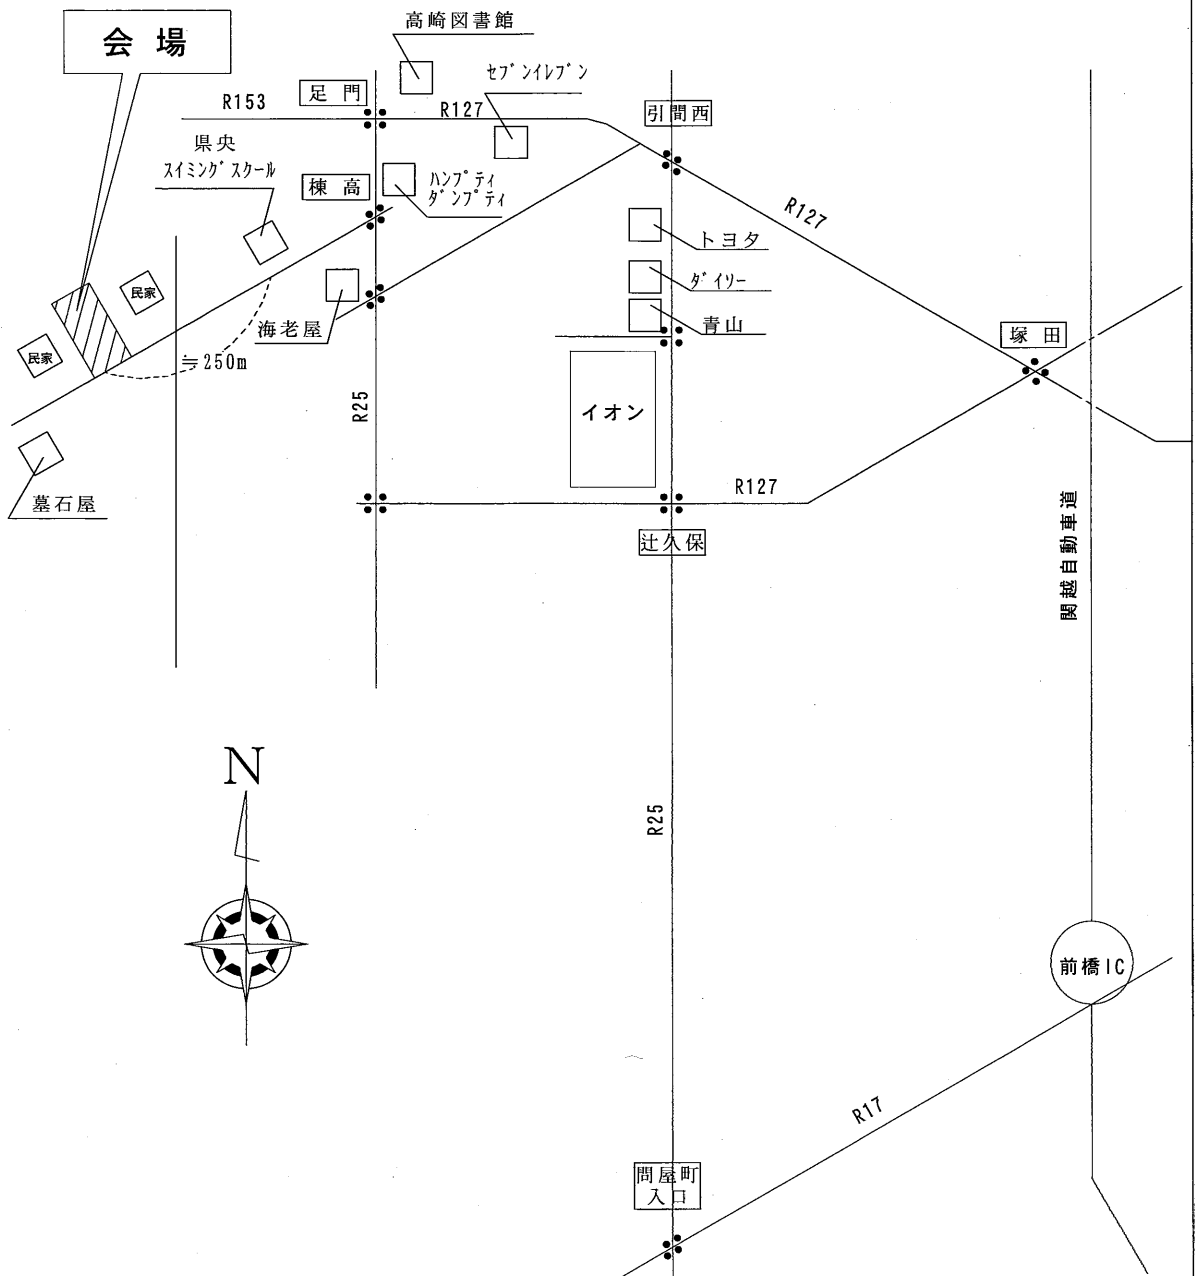 高崎図書館
会場
セブンイレブン
足門
R153
R127
引間西
県央
スイミングスクール
棟高
ハンプティ
ダンプティ
R127
トヨタ
民家
ダイリー
海老屋
青山
塚田
民家
≒250m
R25
イオン
墓石屋
R127
辻久保
関越自動車道
N
R25
前橋IC
R17
問屋町
入口